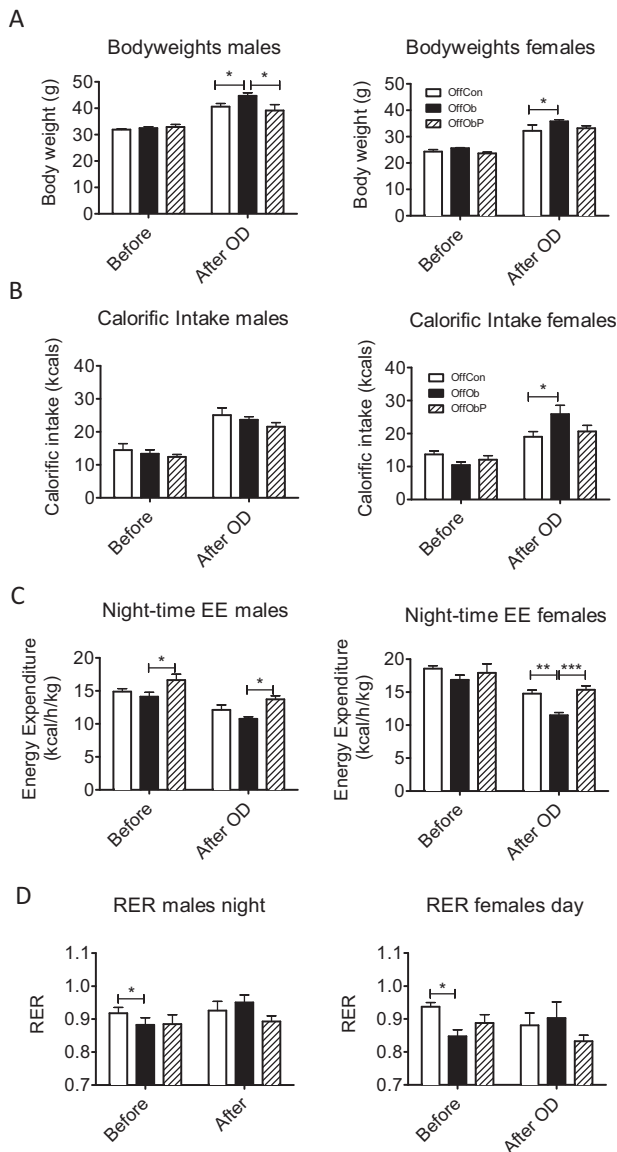 A
Bodyweights males
Body weight (g)
50
40
30
20
10
0
* *
Before
After OD
Bodyweights females
Body weight (g)
60
40
20
0
OffCon
OffOb
OffObP
*
Before
After OD
B
Calorific Intake males
Calorific intake (kcals)
40
30
20
10
0
Before
After OD
Calorific Intake females
Calorific intake (kcals)
40
30
20
10
0
OffCon
OffOb
OffObP
*
Before
After OD
C
Night-time EE males
Energy Expenditure
(kcal/h/kg)
20
15
10
5
0
*
*
Before
After OD
Night-time EE females
Energy Expenditure
(kcal/h/kg)
20
15
10
5
0
** ***
Before
After OD
D
RER males night
RER
1.1
1.0
0.9
0.8
0.7
*
Before
After
RER females day
RER
1.1
1.0
0.9
0.8
0.7
*
Before
After OD